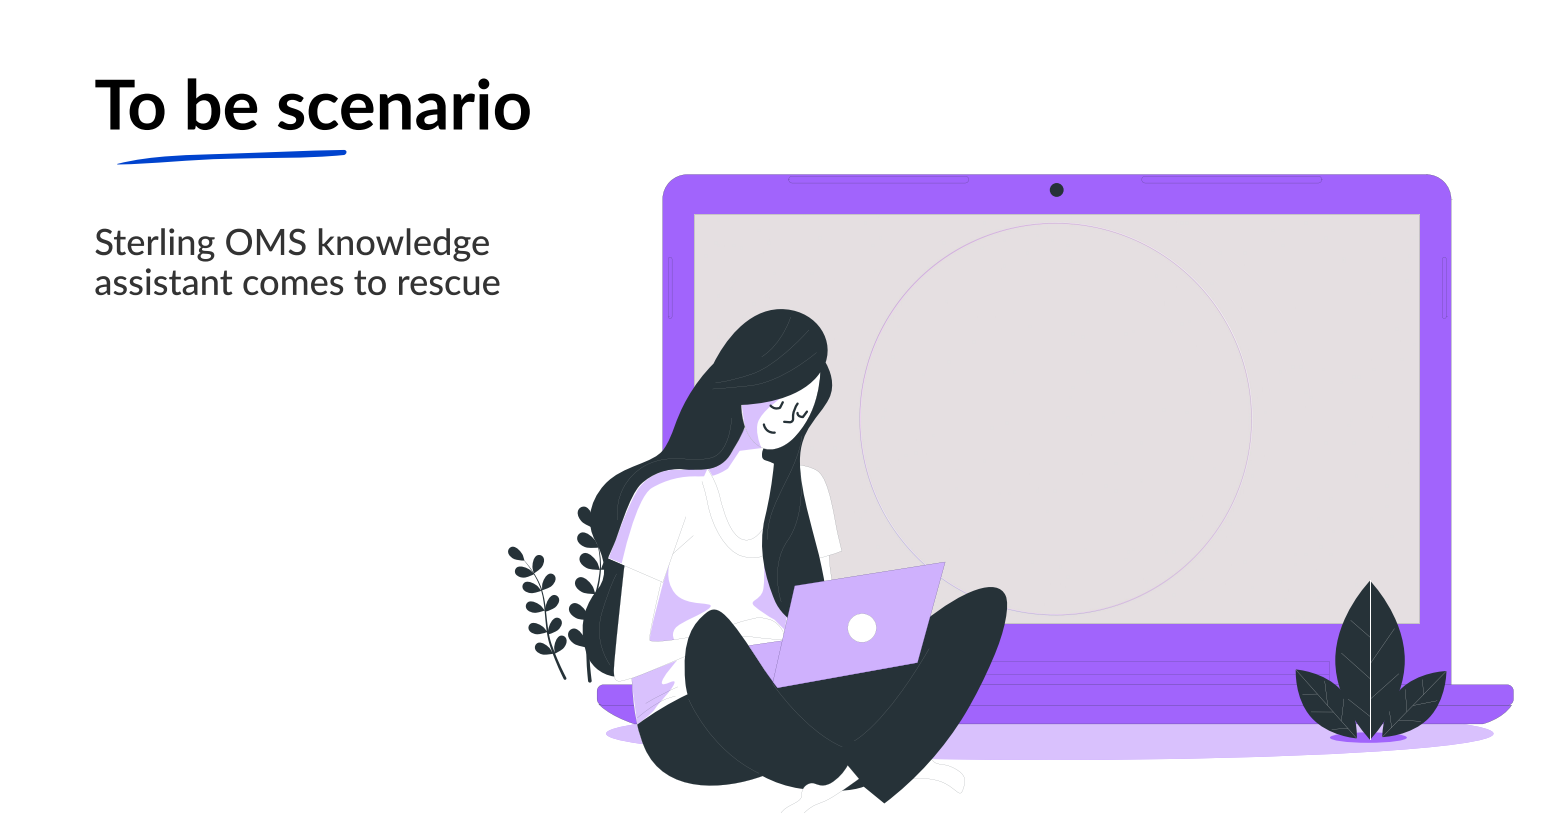 To be scenario
Sterling OMS knowledge
assistant comes to rescue